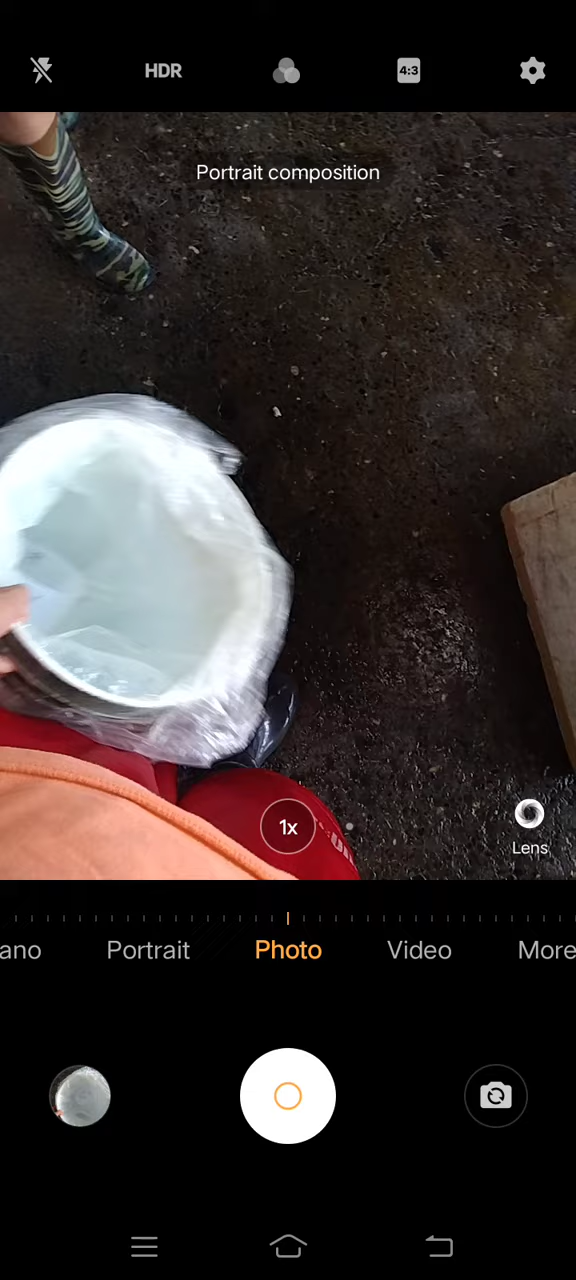 HDR
4:3
Portrait composition
1x
Lens
ano
Portrait
Photo
Video
More